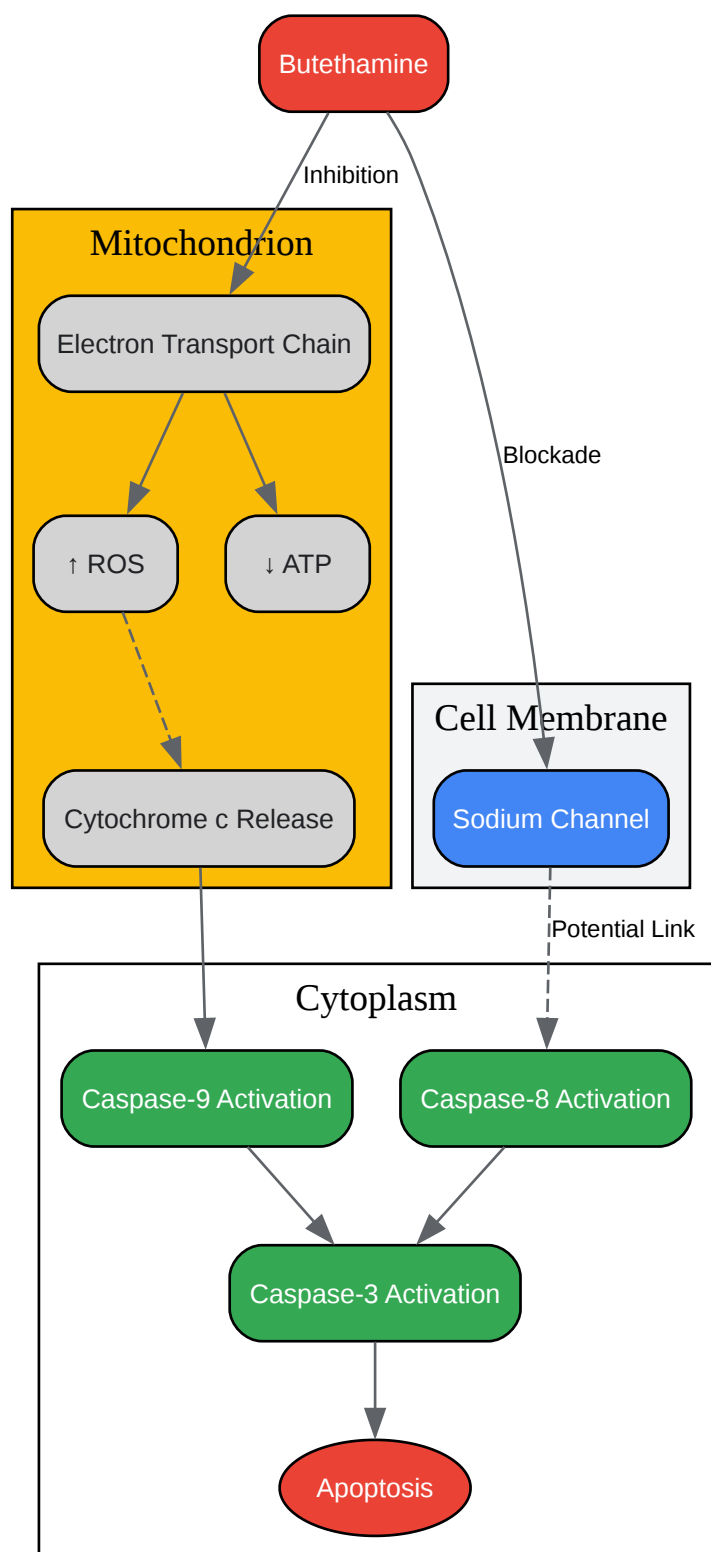 Butethamine
Inhibition
Mitochondrion
Electron Transport Chain
Blockade
↑ ROS
↓ ATP
Cell Membrane
Cytochrome c Release
Sodium Channel
Potential Link
Cytoplasm
Caspase-9 Activation
Caspase-8 Activation
Caspase-3 Activation
Apoptosis